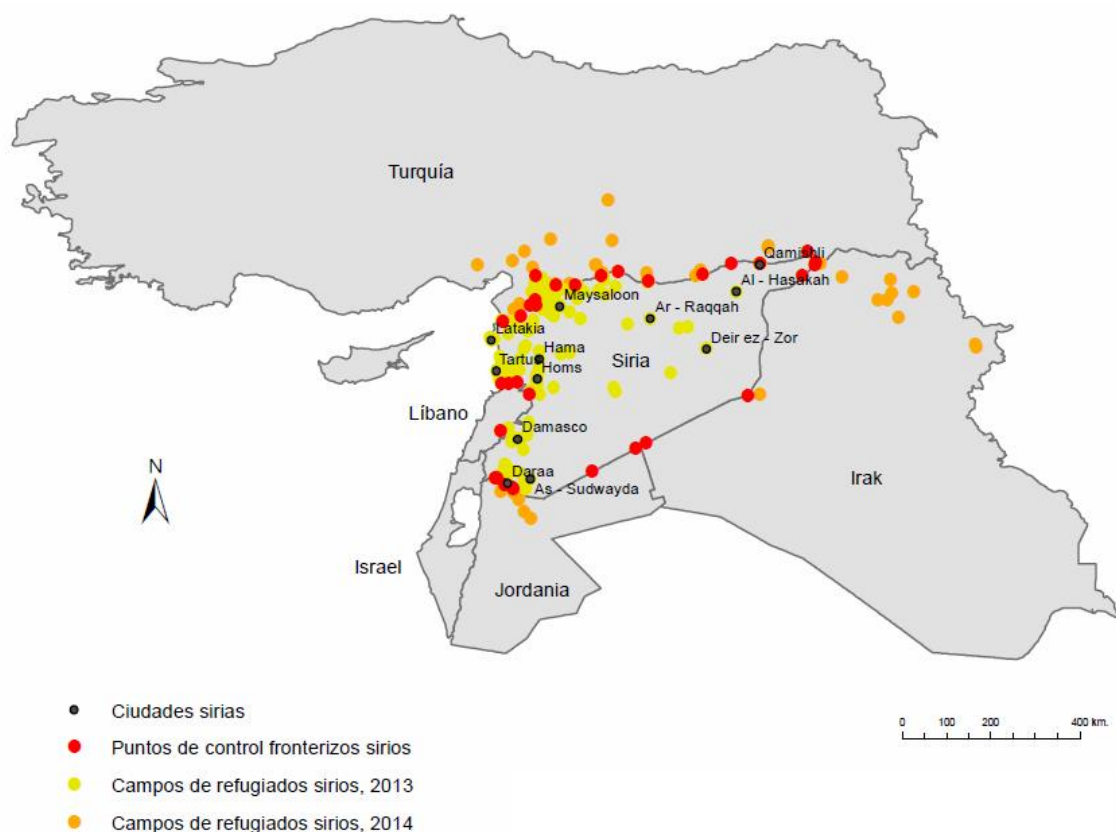 Turquía
Qamishli
Al - Hasakah
Maysaloon
Ar - Raqqah
Latakia
Deir ez - Zor
Hama
Siria
Tartus
Homs
Líbano
Damasco
N
Daraa
Irak
As - Sudwayda
Israel
Jordania
Ciudades sirias
0 100 200 400 km.
Puntos de control fronterizos sirios
Campos de refugiados sirios, 2013
Campos de refugiados sirios, 2014